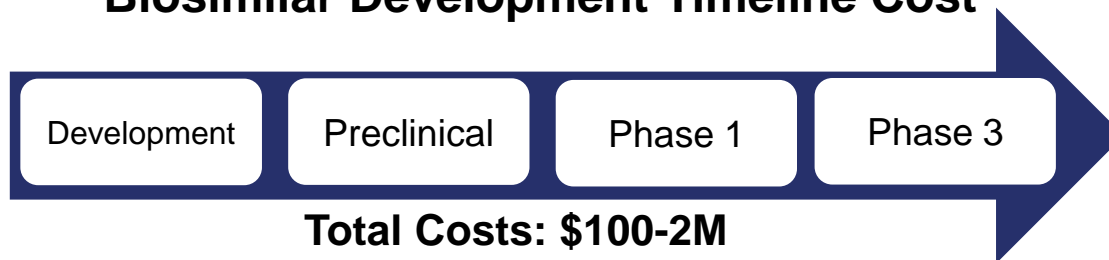 Biosimilar Development Timeline Cost
Development
Preclinical
Phase 1
Phase 3
Total Costs: $100-2M